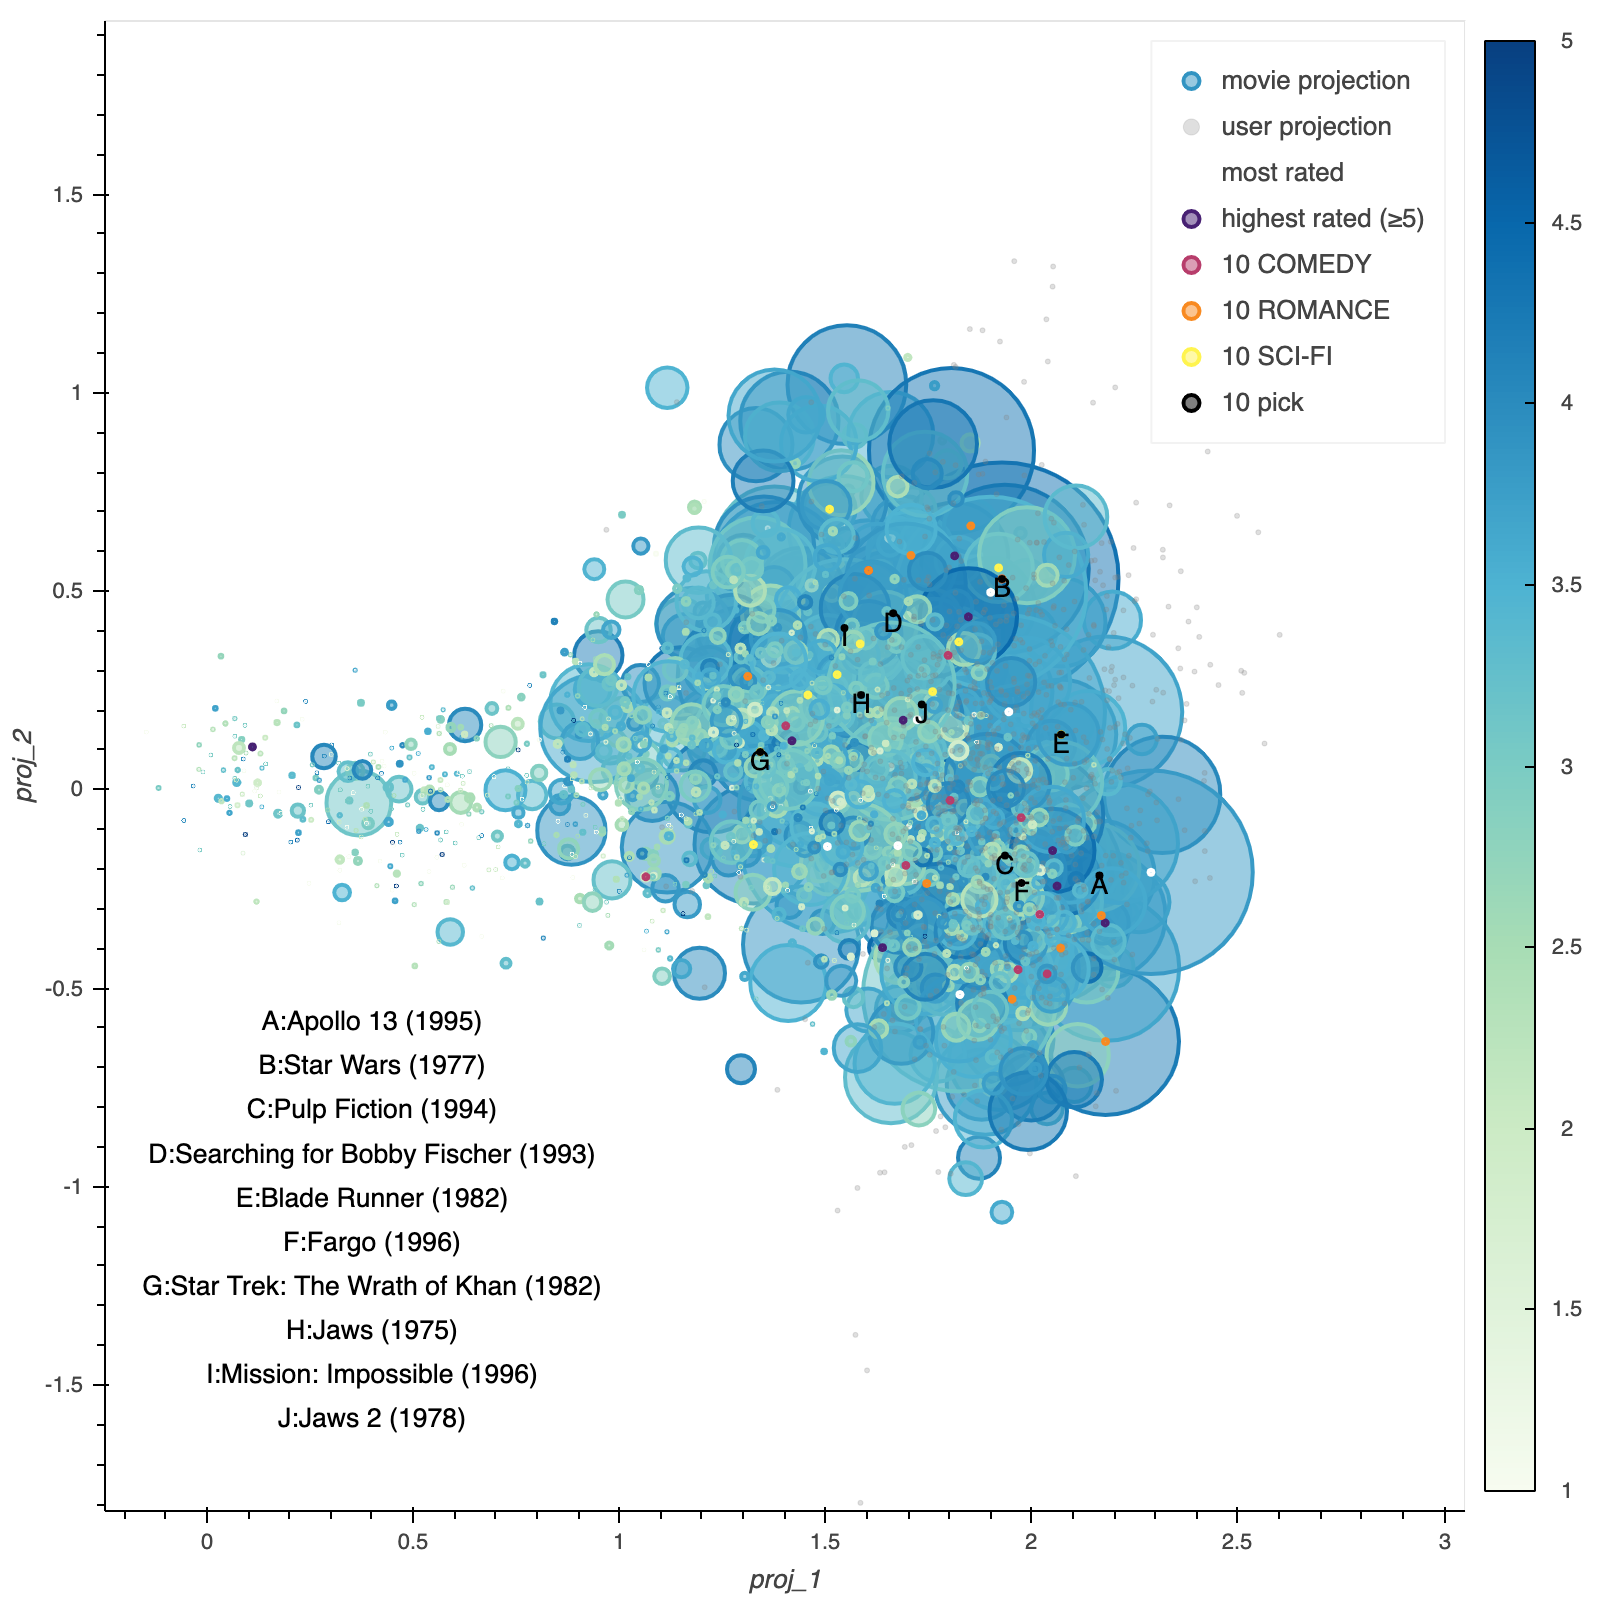 movie projection
user projection
most rated
highest rated (≥5)
10 COMEDY
10 ROMANCE
10 SCI-FI
10 pick
5
4.5
4
3.5
3
2.5
2
1.5
1
1.5
1
0.5
0
-0.5
-1
-1.5
proj_2
B
D
I
H
J
E
G
C
F
A
A:Apollo 13 (1995)
B:Star Wars (1977)
C:Pulp Fiction (1994)
D:Searching for Bobby Fischer (1993)
E:Blade Runner (1982)
F:Fargo (1996)
G:Star Trek: The Wrath of Khan (1982)
H:Jaws (1975)
I:Mission: Impossible (1996)
J:Jaws 2 (1978)
0 0.5 1 1.5 2 2.5 3
proj_1